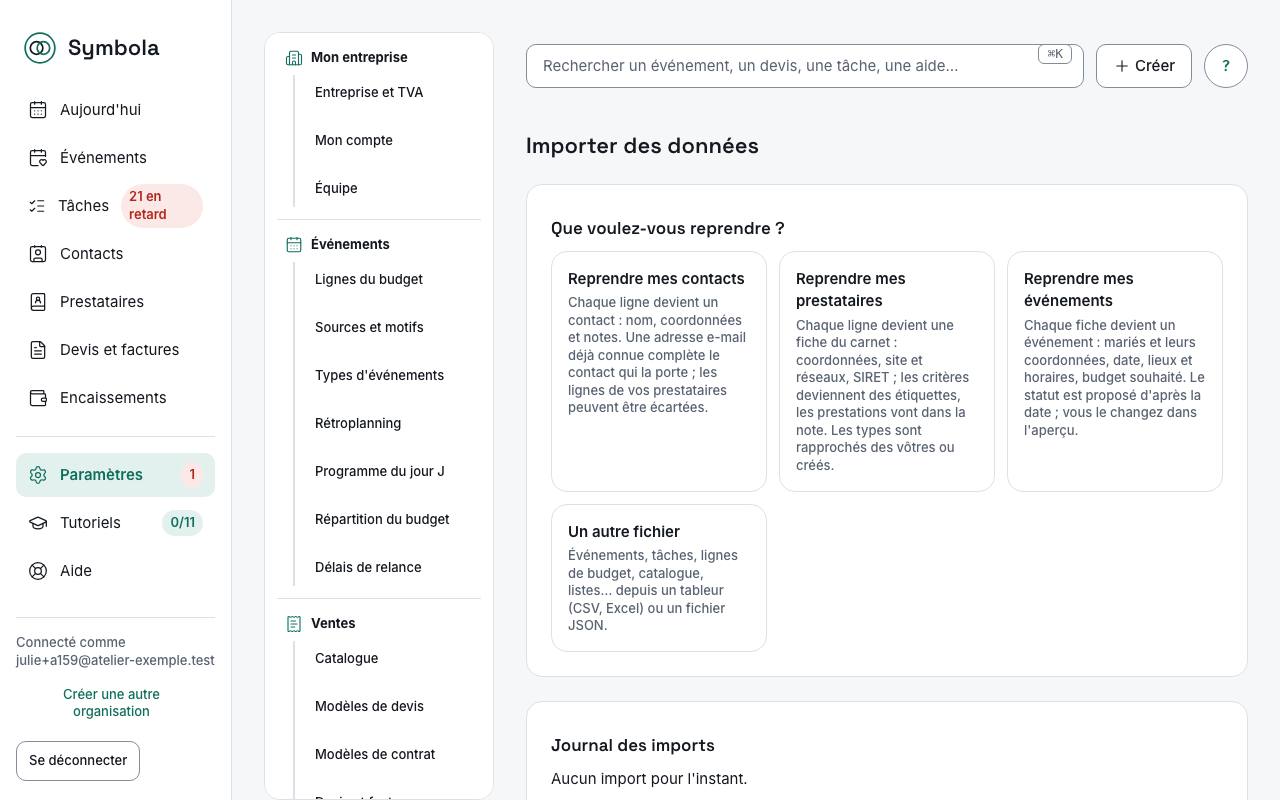 Symbola
Aujourd'hui
Événements
Tâches
21 en
retard
Contacts
Prestataires
Devis et factures
Encaissements
Paramètres
1
Tutoriels
0/11
Aide
Connecté comme
julie+a159@atelier-exemple.test
Créer une autre
organisation
Se déconnecter
Mon entreprise
Entreprise et TVA
Mon compte
Équipe
Événements
Lignes du budget
Sources et motifs
Types d'événements
Rétroplanning
Programme du jour J
Répartition du budget
Délais de relance
Ventes
Catalogue
Modèles de devis
Modèles de contrat
Rechercher un événement, un devis, une tâche, une aide...
⌘K
+ Créer
?
Importer des données
Que voulez-vous reprendre ?
Reprendre mes contacts
Chaque ligne devient un
contact : nom, coordonnées
et notes. Une adresse e-mail
déjà connue complète le
contact qui la porte ; les
lignes de vos prestataires
peuvent être écartées.
Reprendre mes
prestataires
Chaque ligne devient une
fiche du carnet :
coordonnées, site et
réseaux, SIRET ; les critères
deviennent des étiquettes,
les prestations vont dans la
note. Les types sont
rapprochés des vôtres ou
créés.
Reprendre mes
événements
Chaque fiche devient un
événement : mariés et leurs
coordonnées, date, lieux et
horaires, budget souhaité. Le
statut est proposé d'après la
date ; vous le changez dans
l'aperçu.
Un autre fichier
Événements, tâches, lignes
de budget, catalogue,
listes... depuis un tableur
(CSV, Excel) ou un fichier
JSON.
Journal des imports
Aucun import pour l'instant.